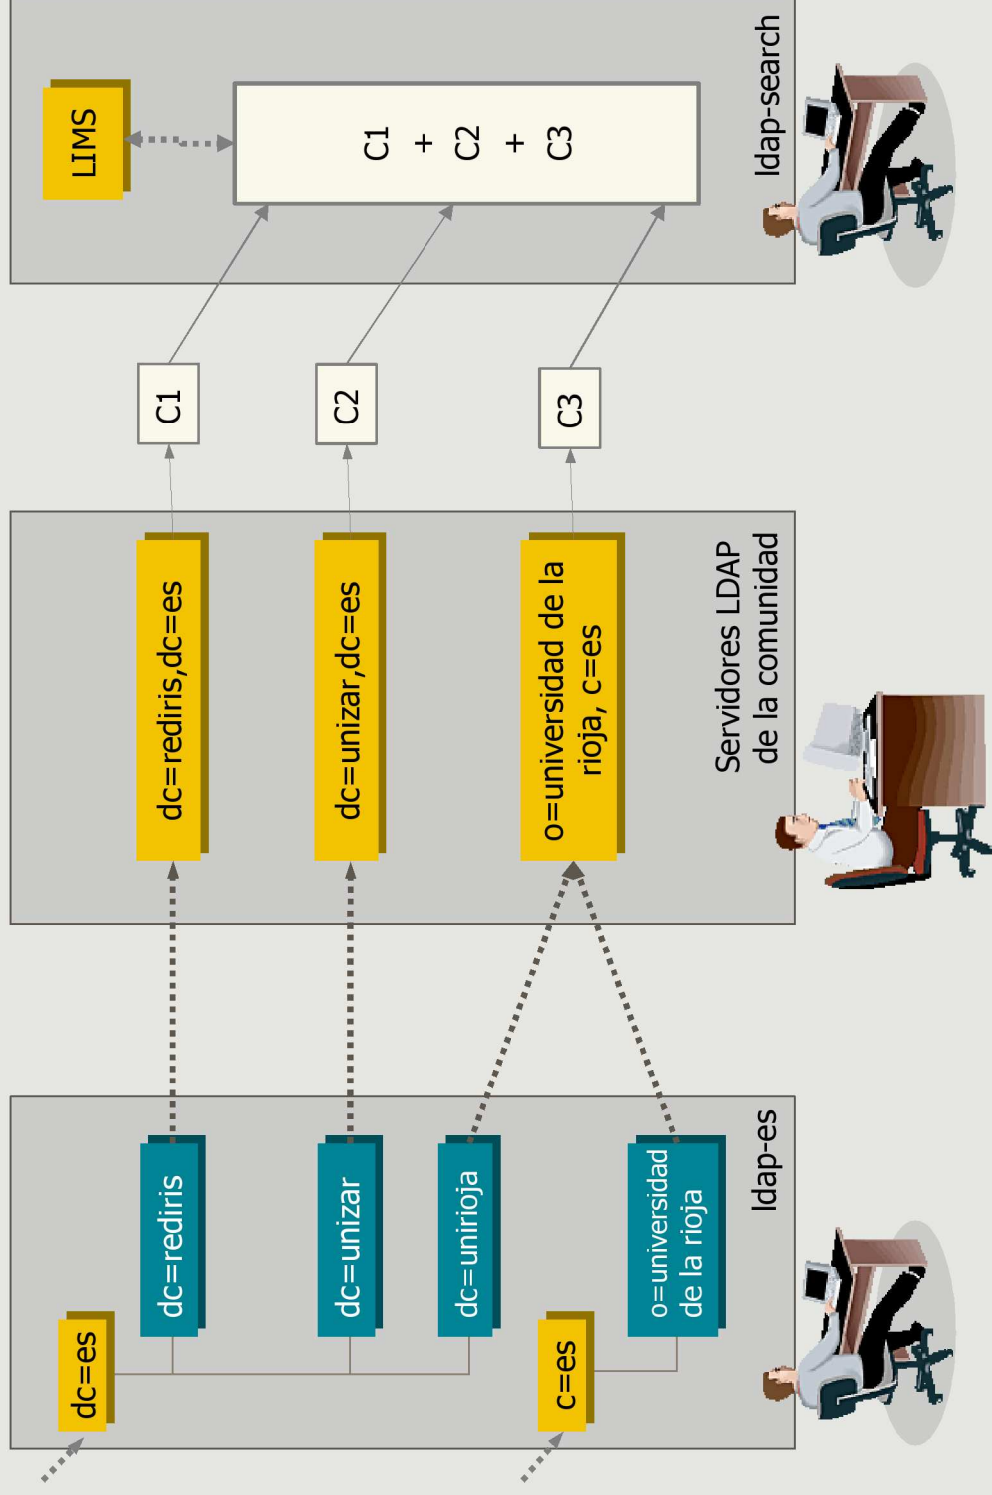 dc=es
dc=rediris
dc=unizar
dc=unirioja
c=es
o=universidad
de la rioja
ldap-es
dc=rediris,dc=es
dc=unizar,dc=es
o=universidad de la
rioja, c=es
Servidores LDAP
de la comunidad
C1
C2
C3
LIMS
C1
+
C2
+
C3
ldap-search